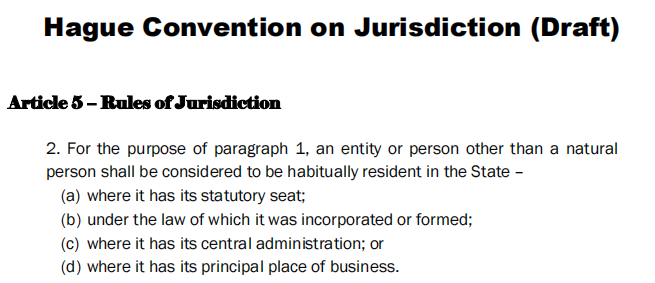 Hague Convention on Jurisdiction (Draft)
Article 5 – Rules of Jurisdiction
2. For the purpose of paragraph 1, an entity or person other than a natural
person shall be considered to be habitually resident in the State –
(a) where it has its statutory seat;
(b) under the law of which it was incorporated or formed;
(c) where it has its central administration; or
(d) where it has its principal place of business.